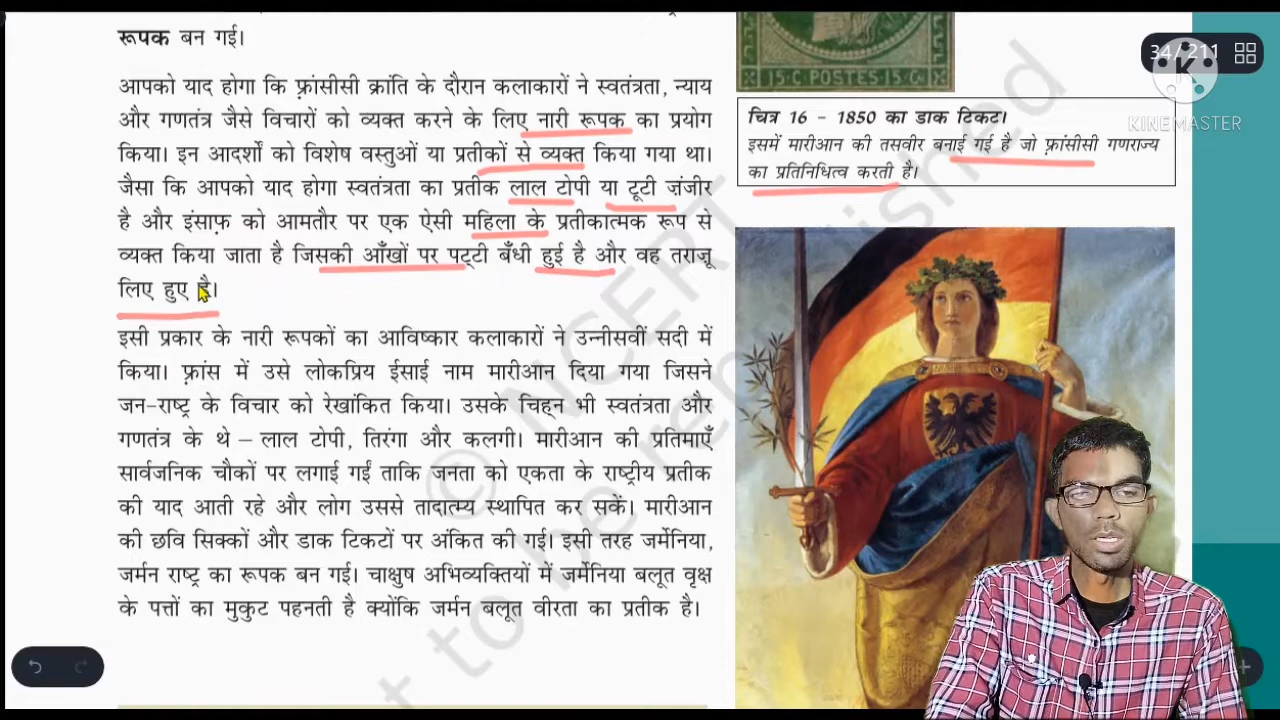 रूपक बन गई।
आपको याद होगा कि फ़्रांसीसी क्रांति के दौरान कलाकारों ने स्वतंत्रता, न्याय
और गणतंत्र जैसे विचारों को व्यक्त करने के लिए नारी रूपक का प्रयोग
किया। इन आदर्शों को विशेष वस्तुओं या प्रतीकों से व्यक्त किया गया था।
जैसा कि आपको याद होगा स्वतंत्रता का प्रतीक लाल टोपी या टूटी ज़ंजीर
है और इंसाफ़ को आमतौर पर एक ऐसी महिला के प्रतीकात्मक रूप से
व्यक्त किया जाता है जिसकी आँखों पर पट्टी बँधी हुई है और वह तराज़ू
लिए हुए है।
इसी प्रकार के नारी रूपकों का आविष्कार कलाकारों ने उन्नीसवीं सदी में
किया। फ़्रांस में उसे लोकप्रिय ईसाई नाम मारीआन दिया गया जिसने
जन-राष्ट्र के विचार को रेखांकित किया। उसके चिह्न भी स्वतंत्रता और
गणतंत्र के थे – लाल टोपी, तिरंगा और कलगी। मारीआन की प्रतिमाएँ
सार्वजनिक चौकों पर लगाई गईं ताकि जनता को एकता के राष्ट्रीय प्रतीक
की याद आती रहे और लोग उससे तादात्म्य स्थापित कर सकें। मारीआन
की छवि सिक्कों और डाक टिकटों पर अंकित की गई। इसी तरह जर्मेनिया,
जर्मन राष्ट्र का रूपक बन गई। चाक्षुष अभिव्यक्तियों में जर्मेनिया बलूत वृक्ष
के पत्तों का मुकुट पहनती है क्योंकि जर्मन बलूत वीरता का प्रतीक है।
15 C POSTES 15 C
चित्र 16 – 1850 का डाक टिकट।
इसमें मारीआन की तसवीर बनाई गई है जो फ़्रांसीसी गणराज्य
का प्रतिनिधित्व करती है।
34/211
K
KINEMASTER
© NCERT
not to be republished